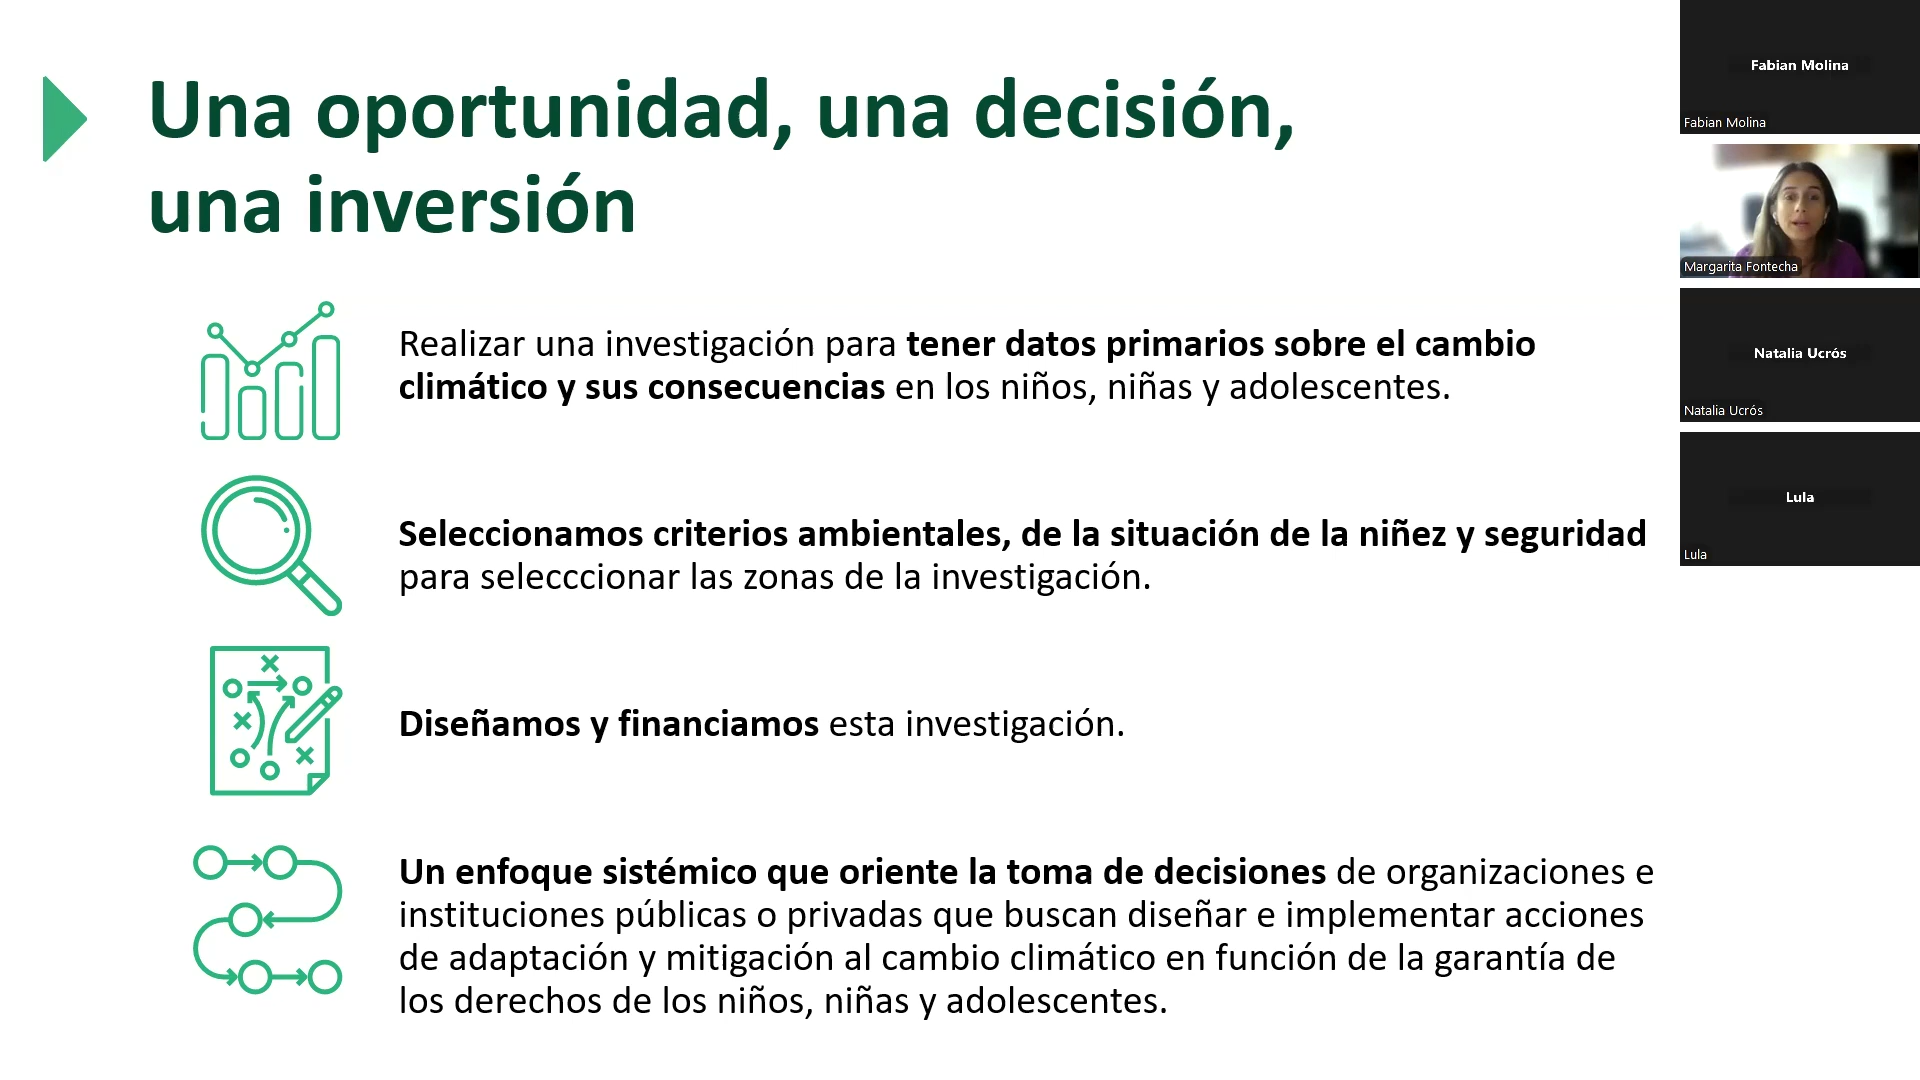 Una oportunidad, una decisión,
una inversión
Realizar una investigación para tener datos primarios sobre el cambio
climático y sus consecuencias en los niños, niñas y adolescentes.
Seleccionamos criterios ambientales, de la situación de la niñez y seguridad
para selecccionar las zonas de la investigación.
Diseñamos y financiamos esta investigación.
Un enfoque sistémico que oriente la toma de decisiones de organizaciones e
instituciones públicas o privadas que buscan diseñar e implementar acciones
de adaptación y mitigación al cambio climático en función de la garantía de
los derechos de los niños, niñas y adolescentes.
Fabian Molina
Fabian Molina
Margarita Fontecha
Natalia Ucrós
Natalia Ucrós
Lula
Lula